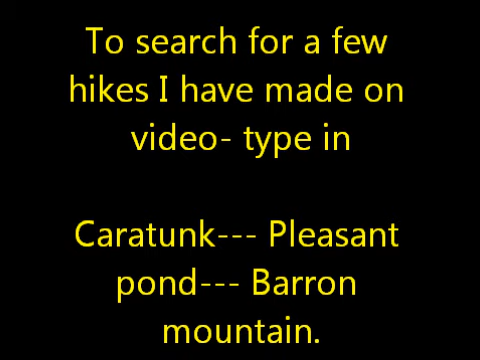 To search for a few
hikes I have made on
video- type in
Caratunk--- Pleasant
pond--- Barron
mountain.